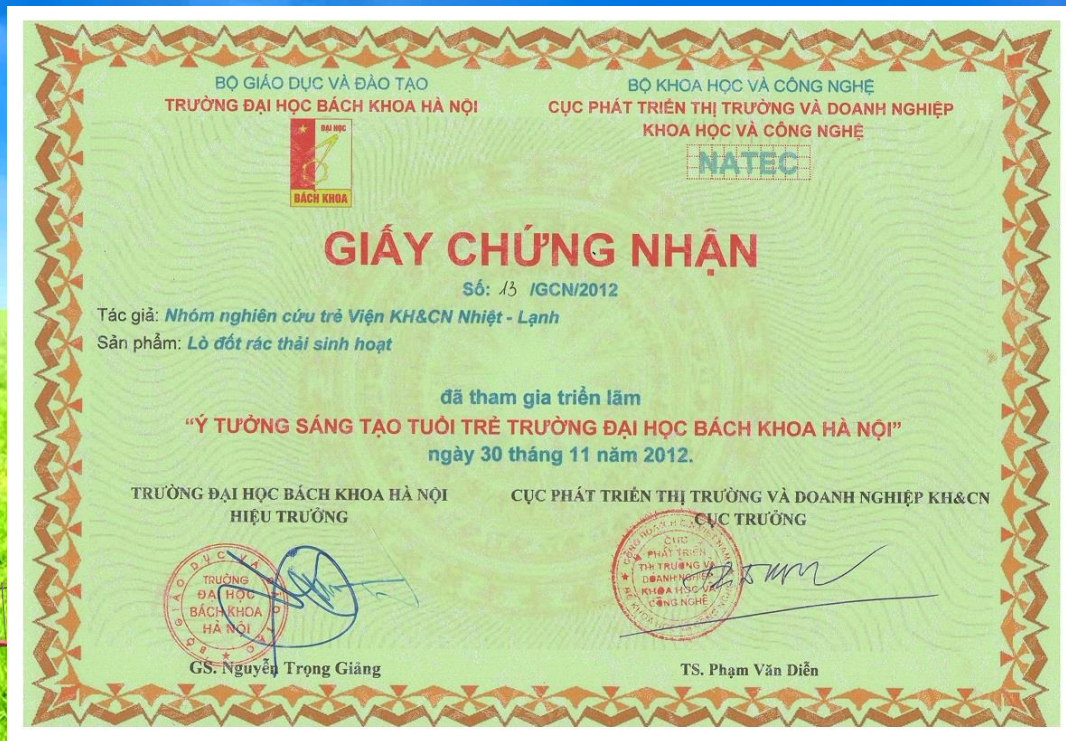 BỘ GIÁO DỤC VÀ ĐÀO TẠO
TRƯỜNG ĐẠI HỌC BÁCH KHOA HÀ NỘI
ĐẠI HỌC
BÁCH KHOA
BỘ KHOA HỌC VÀ CÔNG NGHỆ
CỤC PHÁT TRIỂN THỊ TRƯỜNG VÀ DOANH NGHIỆP
KHOA HỌC VÀ CÔNG NGHỆ
NATEC
GIẤY CHỨNG NHẬN
Số: 13 /GCN/2012
Tác giả: Nhóm nghiên cứu trẻ Viện KH&CN Nhiệt - Lạnh
Sản phẩm: Lò đốt rác thải sinh hoạt
đã tham gia triển lãm
“Ý TƯỞNG SÁNG TẠO TUỔI TRẺ TRƯỜNG ĐẠI HỌC BÁCH KHOA HÀ NỘI”
ngày 30 tháng 11 năm 2012.
TRƯỜNG ĐẠI HỌC BÁCH KHOA HÀ NỘI
HIỆU TRƯỞNG
BỘ GIÁO DỤC VÀ ĐÀO TẠO
TRƯỜNG
ĐẠI HỌC
BÁCH KHOA
HÀ NỘI
GS. Nguyễn Trọng Giảng
CỤC PHÁT TRIỂN THỊ TRƯỜNG VÀ DOANH NGHIỆP KH&CN
CỤC TRƯỞNG
CỤC
PHÁT TRIỂN
THỊ TRƯỜNG VÀ
DOANH NGHIỆP
KHOA HỌC VÀ
CÔNG NGHỆ
TS. Phạm Văn Diễn